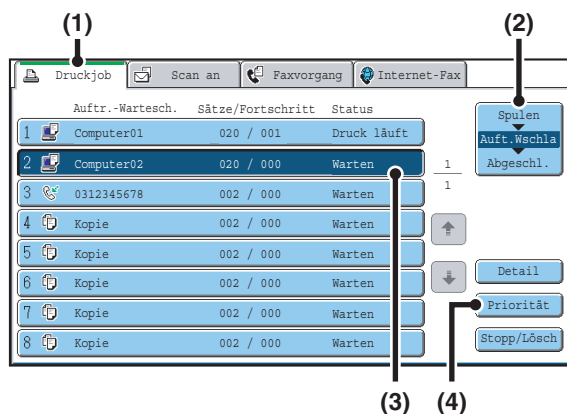 (1) (2)
Druckjob Scan an Faxvorgang Internet-Fax
Auftr.-Wartesch. Sätze/Fortschritt Status
Spulen
Auft.Wschla
Abgeschl.
1 Computer01 020 / 001 Druck läuft
2 Computer02 020 / 000 Warten
1
1
3 0312345678 002 / 000 Warten
4 Kopie 002 / 000 Warten
5 Kopie 002 / 000 Warten
6 Kopie 002 / 000 Warten
Detail
7 Kopie 002 / 000 Warten
Priorität
8 Kopie 002 / 000 Warten
Stopp/Lösch
(3) (4)